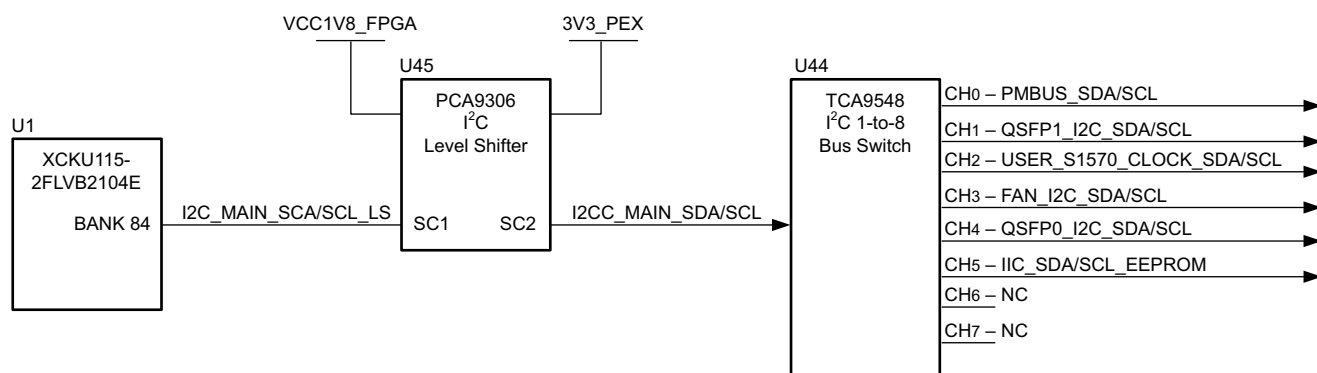 VCC1V8_FPGA
3V3_PEX
U45
PCA9306
I²C
Level Shifter
SC1
SC2
U1
XCKU115-
2FLVB2104E
BANK 84
I2C_MAIN_SCA/SCL_LS
I2CC_MAIN_SDA/SCL
U44
TCA9548
I²C 1-to-8
Bus Switch
CH0 – PMBUS_SDA/SCL
CH1 – QSFP1_I2C_SDA/SCL
CH2 – USER_S1570_CLOCK_SDA/SCL
CH3 – FAN_I2C_SDA/SCL
CH4 – QSFP0_I2C_SDA/SCL
CH5 – IIC_SDA/SCL_EEPROM
CH6 – NC
CH7 – NC